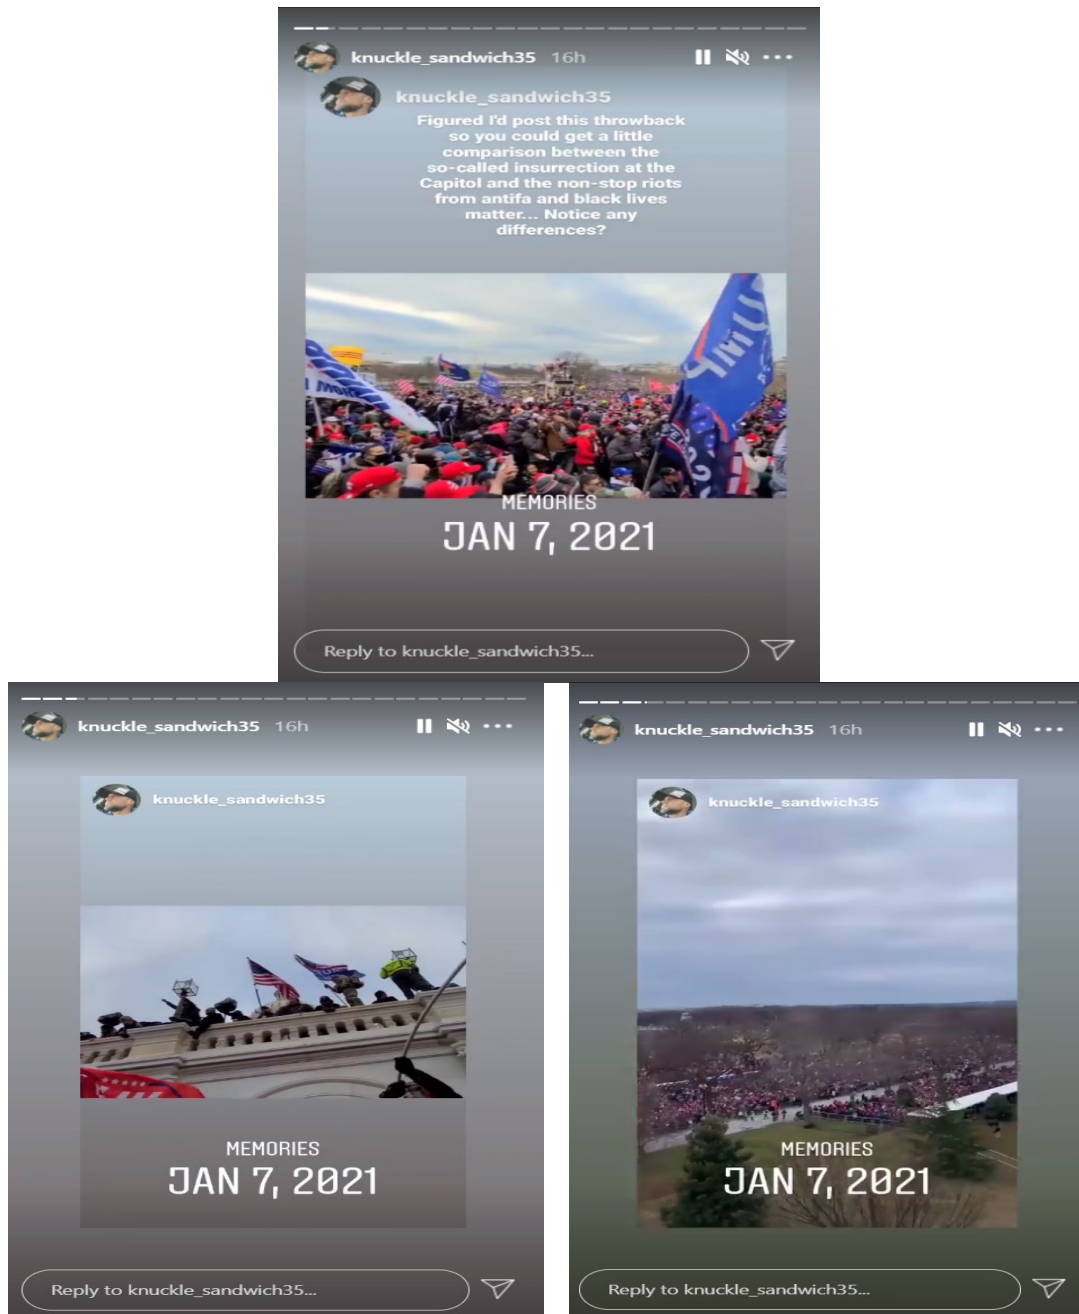 knuckle_sandwich35 16h
knuckle_sandwich35
Figured I'd post this throwback
so you could get a little
comparison between the
so-called insurrection at the
Capitol and the non-stop riots
from antifa and black lives
matter... Notice any
differences?
MEMORIES
JAN 7, 2021
Reply to knuckle_sandwich35...
knuckle_sandwich35 16h
knuckle_sandwich35
TRUMP
MEMORIES
JAN 7, 2021
Reply to knuckle_sandwich35...
knuckle_sandwich35 16h
knuckle_sandwich35
MEMORIES
JAN 7, 2021
Reply to knuckle_sandwich35...